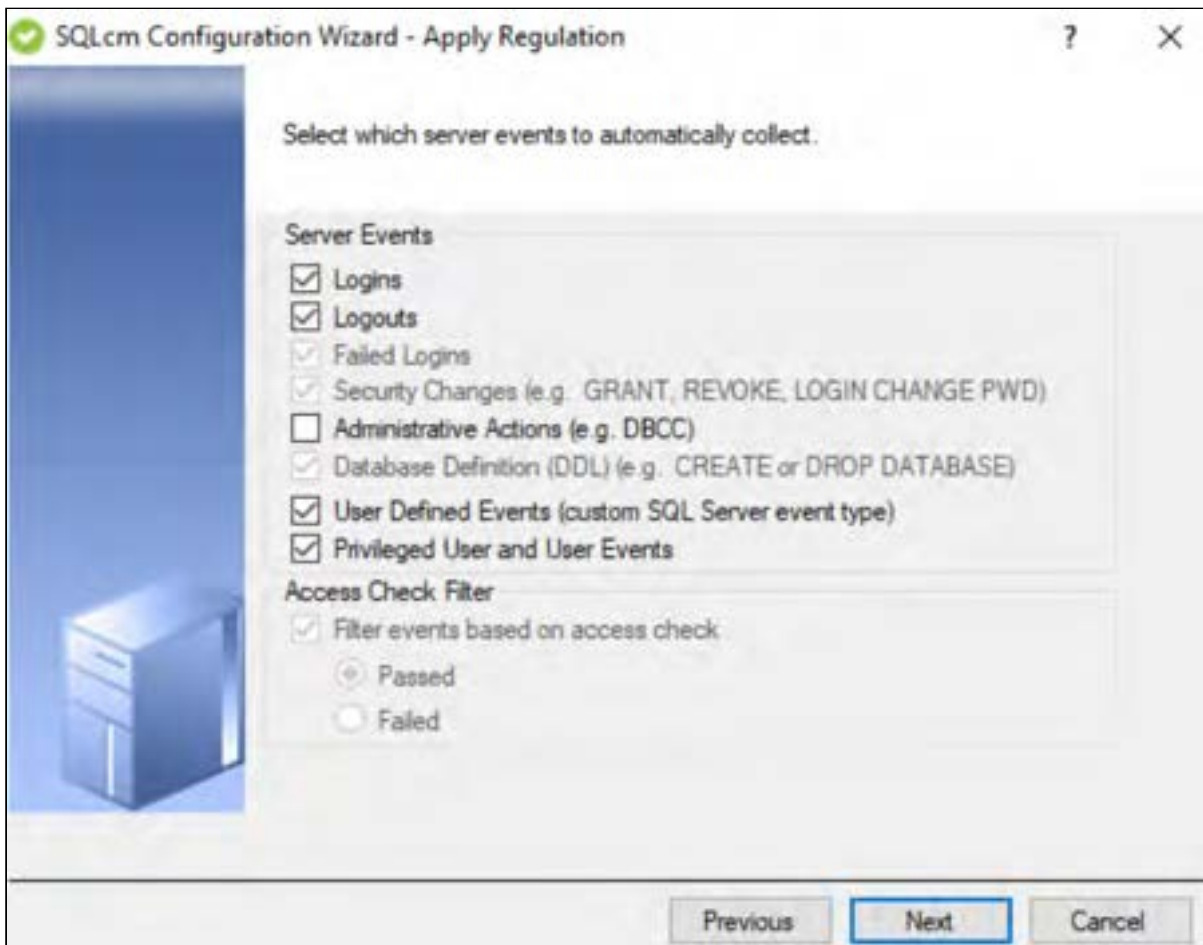 SQLcm Configuration Wizard - Apply Regulation ? ×
Select which server events to automatically collect.
Server Events
Logins
Logouts
Failed Logins
Security Changes (e.g. GRANT, REVOKE, LOGIN CHANGE PWD)
Administrative Actions (e.g. DBCC)
Database Definition (DDL) (e.g. CREATE or DROP DATABASE)
User Defined Events (custom SQL Server event type)
Privileged User and User Events
Access Check Filter
Filter events based on access check
Passed
Failed
Previous Next Cancel